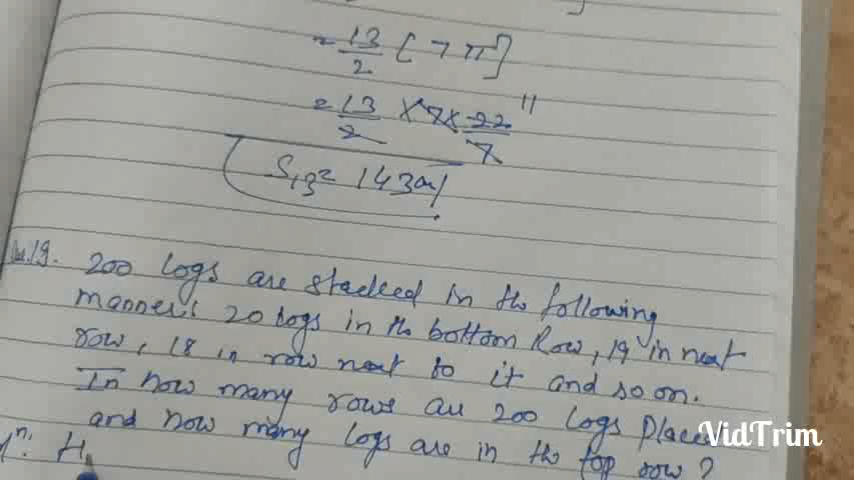 = 13/2 [7π]
= 13/2 × 7 × 22/7 11
S13 = 143cm
19. 200 logs are stacked in the following
manner: 20 logs in the bottom Row, 19 in next
row, 18 in row next to it and so on.
In how many rows are 200 logs placed
and how many logs are in the top row?
H
VidTrim